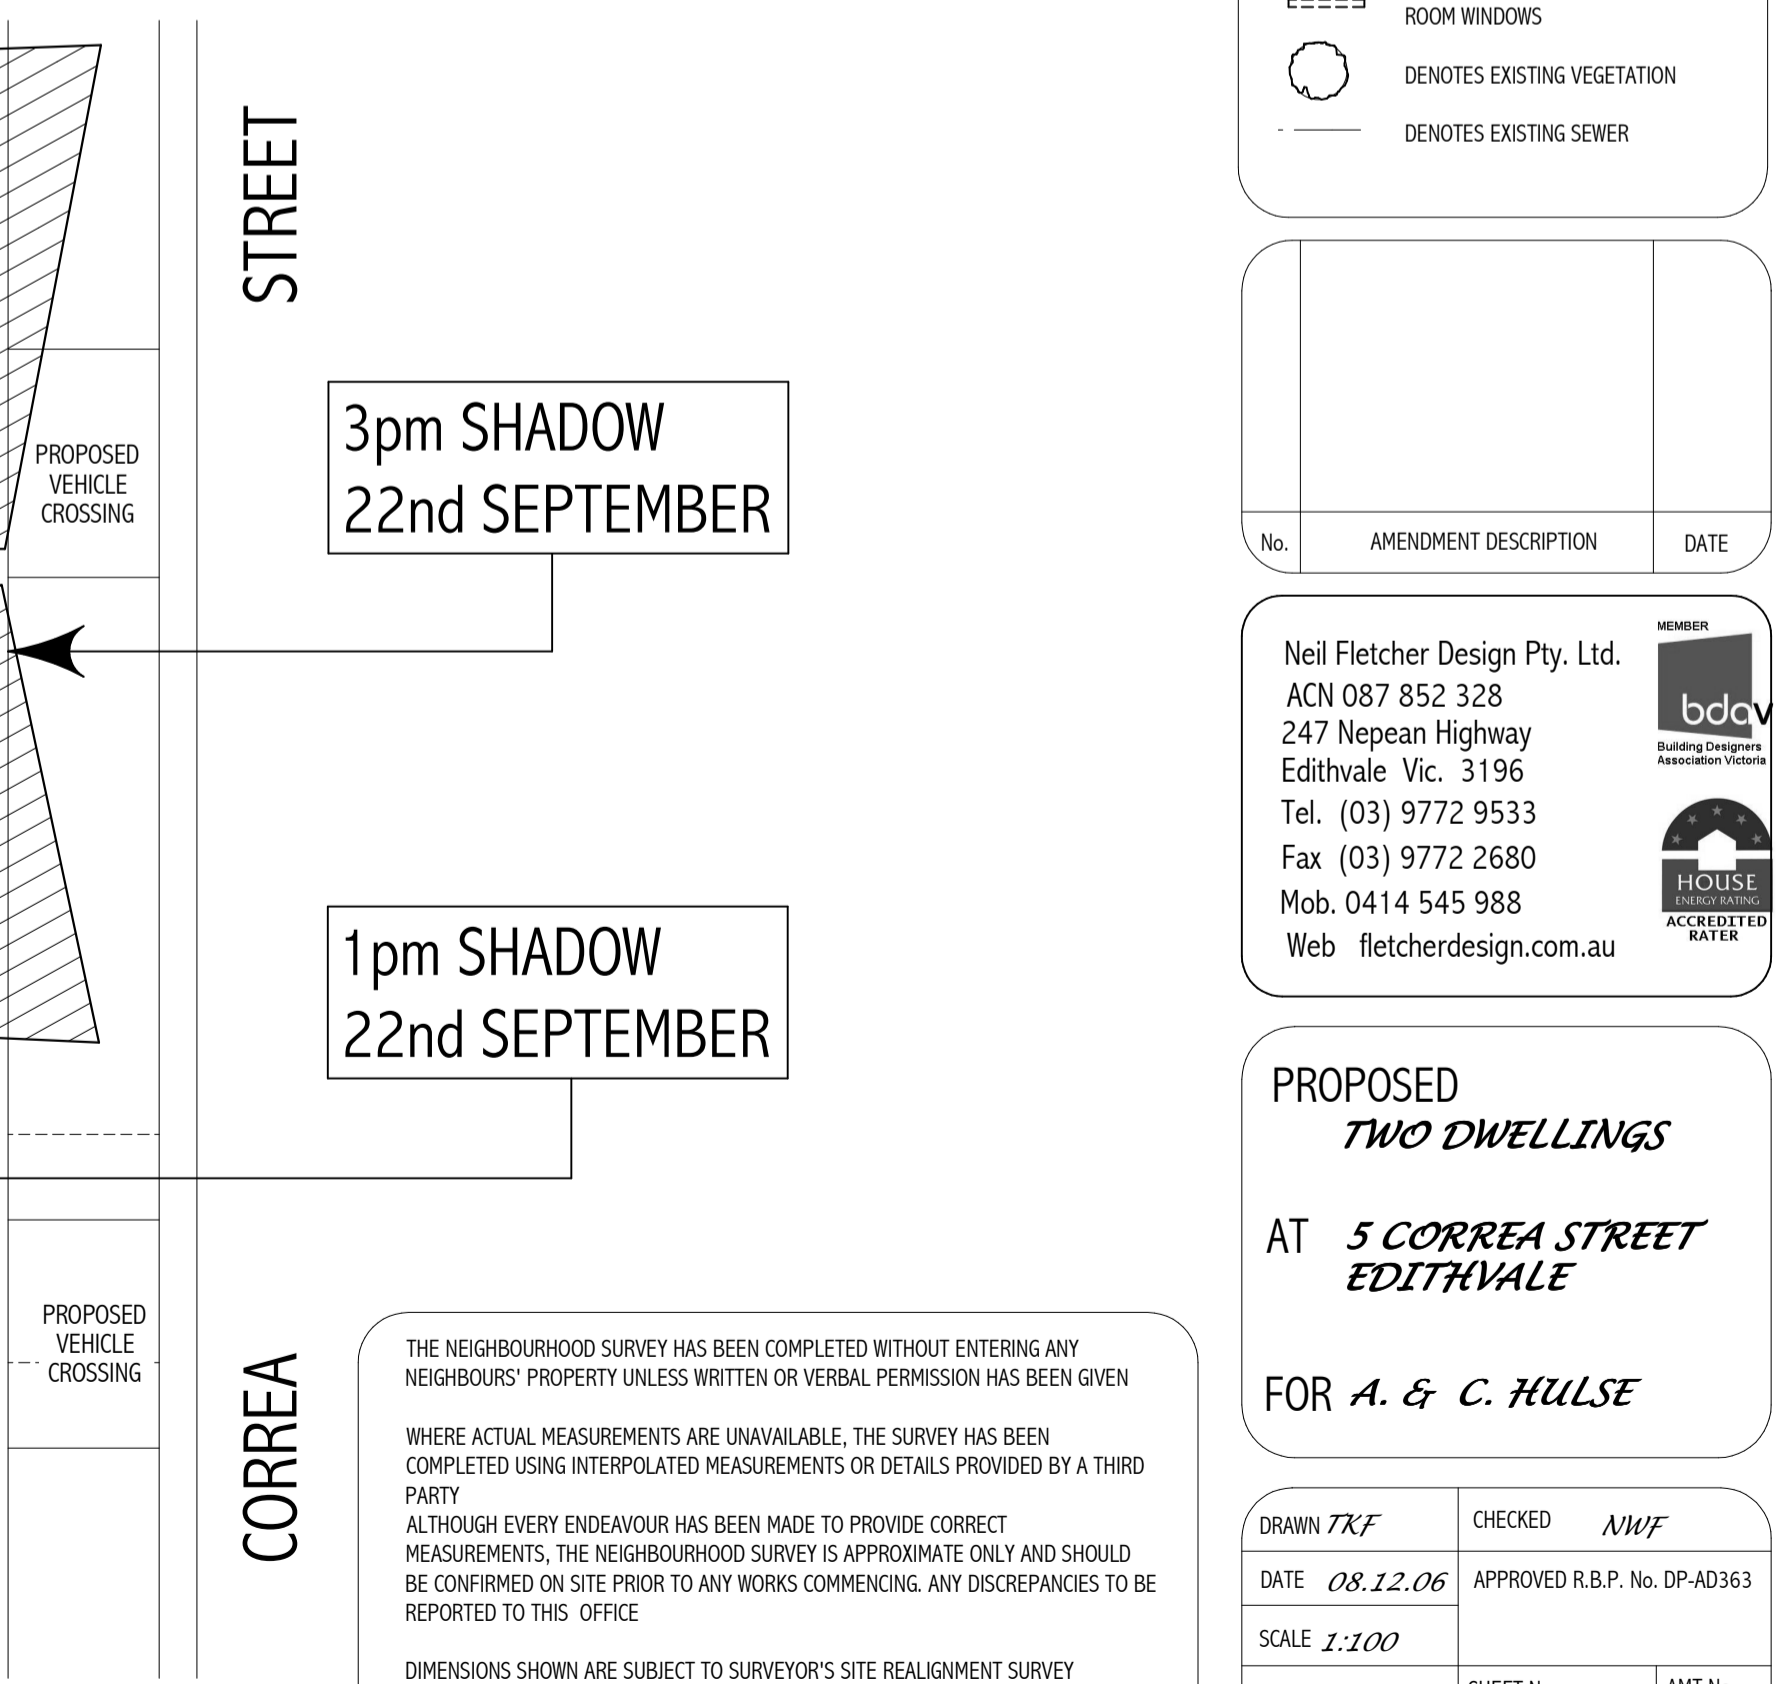 STREET
PROPOSED
VEHICLE
CROSSING
3pm SHADOW
22nd SEPTEMBER
1pm SHADOW
22nd SEPTEMBER
PROPOSED
VEHICLE
CROSSING
CORREA
THE NEIGHBOURHOOD SURVEY HAS BEEN COMPLETED WITHOUT ENTERING ANY
NEIGHBOURS' PROPERTY UNLESS WRITTEN OR VERBAL PERMISSION HAS BEEN GIVEN
WHERE ACTUAL MEASUREMENTS ARE UNAVAILABLE, THE SURVEY HAS BEEN
COMPLETED USING INTERPOLATED MEASUREMENTS OR DETAILS PROVIDED BY A THIRD
PARTY
ALTHOUGH EVERY ENDEAVOUR HAS BEEN MADE TO PROVIDE CORRECT
MEASUREMENTS, THE NEIGHBOURHOOD SURVEY IS APPROXIMATE ONLY AND SHOULD
BE CONFIRMED ON SITE PRIOR TO ANY WORKS COMMENCING. ANY DISCREPANCIES TO BE
REPORTED TO THIS OFFICE
DIMENSIONS SHOWN ARE SUBJECT TO SURVEYOR'S SITE REALIGNMENT SURVEY
ROOM WINDOWS
DENOTES EXISTING VEGETATION
DENOTES EXISTING SEWER
No. AMENDMENT DESCRIPTION DATE
Neil Fletcher Design Pty. Ltd.
ACN 087 852 328
247 Nepean Highway
Edithvale Vic. 3196
Tel. (03) 9772 9533
Fax (03) 9772 2680
Mob. 0414 545 988
Web fletcherdesign.com.au
MEMBER
bdav
Building Designers
Association Victoria
HOUSE
ENERGY RATING
ACCREDITED
RATER
PROPOSED
TWO DWELLINGS
AT 5 CORREA STREET
EDITHVALE
FOR A. & C. HULSE
DRAWN TKF CHECKED NWF
DATE 08.12.06 APPROVED R.B.P. No. DP-AD363
SCALE 1:100